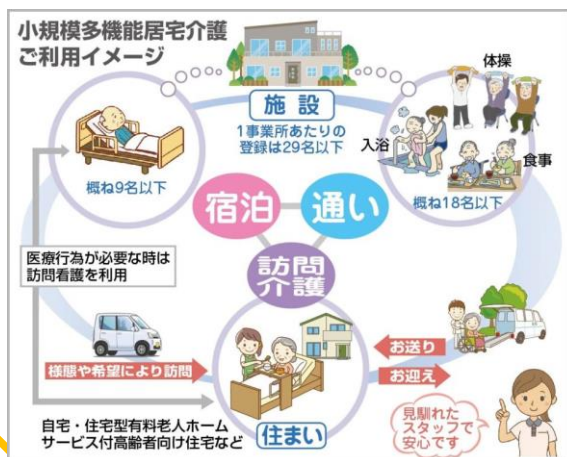 小規模多機能居宅介護
ご利用イメージ
施設
1事業所あたりの
登録は29名以下
体操
入浴
食事
概ね9名以下
概ね18名以下
宿泊
通い
訪問
介護
医療行為が必要な時は
訪問看護を利用
様態や希望により訪問
お送り
お迎え
自宅・住宅型有料老人ホーム
サービス付高齢者向け住宅など
住まい
見馴れた
スタッフで
安心です